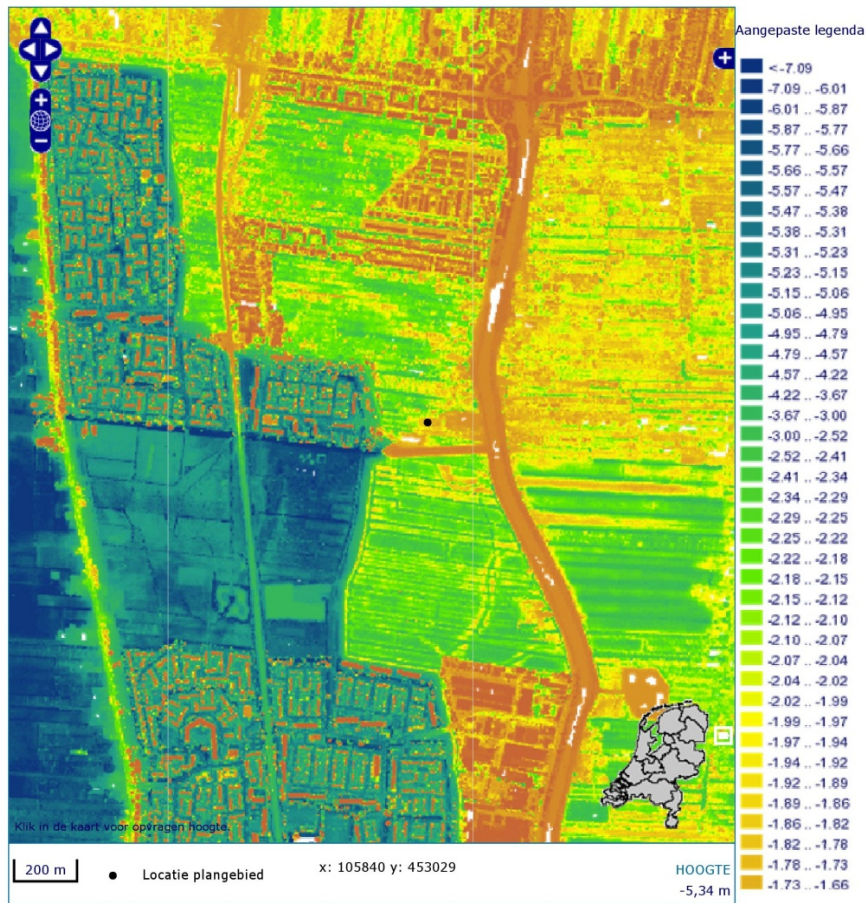 Aangepaste legenda
<-7.09
-7.09 .. -6.01
-6.01 .. -5.87
-5.87 .. -5.77
-5.77 .. -5.66
-5.66 .. -5.57
-5.57 .. -5.47
-5.47 .. -5.38
-5.38 .. -5.31
-5.31 .. -5.23
-5.23 .. -5.15
-5.15 .. -5.06
-5.06 .. -4.95
-4.95 .. -4.79
-4.79 .. -4.57
-4.57 .. -4.22
-4.22 .. -3.67
-3.67 .. -3.00
-3.00 .. -2.52
-2.52 .. -2.41
-2.41 .. -2.34
-2.34 .. -2.29
-2.29 .. -2.25
-2.25 .. -2.22
-2.22 .. -2.18
-2.18 .. -2.15
-2.15 .. -2.12
-2.12 .. -2.10
-2.10 .. -2.07
-2.07 .. -2.04
-2.04 .. -2.02
-2.02 .. -1.99
-1.99 .. -1.97
-1.97 .. -1.94
-1.94 .. -1.92
-1.92 .. -1.89
-1.89 .. -1.86
-1.86 .. -1.82
-1.82 .. -1.78
-1.78 .. -1.73
-1.73 .. -1.66
Klik in de kaart voor opvragen hoogte.
200 m
Locatie plangebied
x: 105840 y: 453029
HOOGTE
-5,34 m